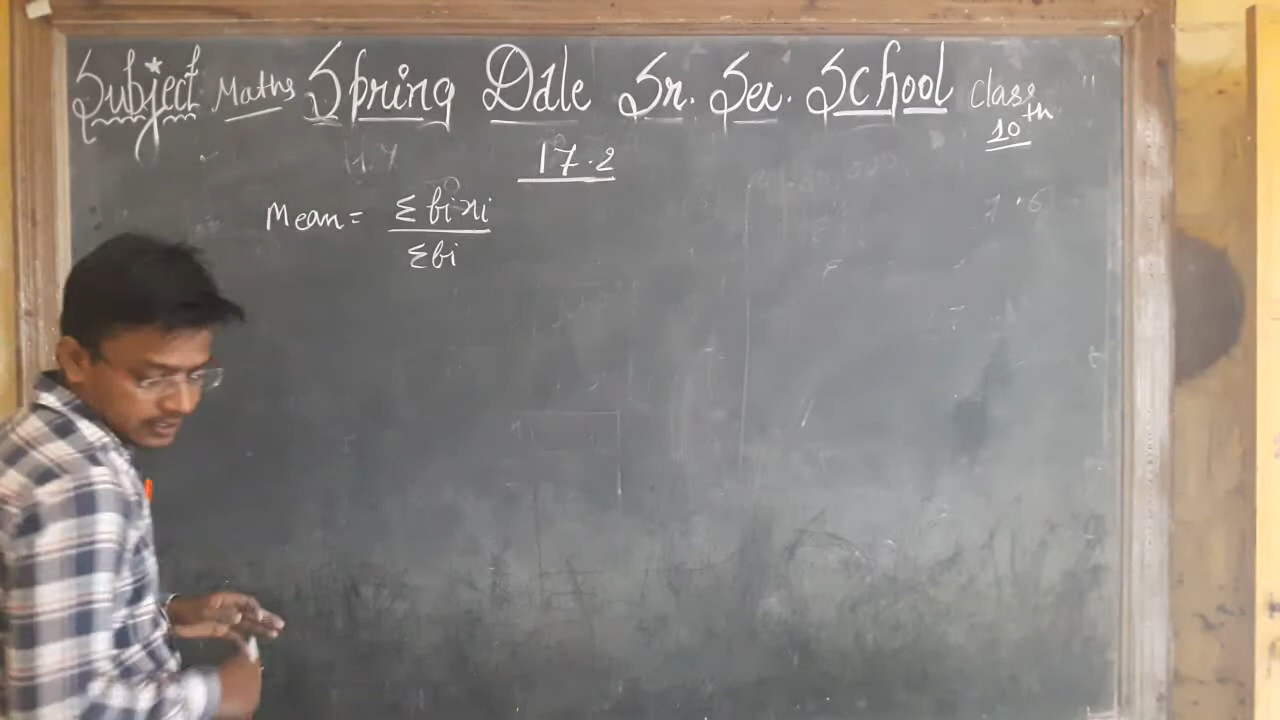 Subject Maths Spring Dale Sr. Sec. School Class 10th
17.2
Mean = Σfixi / Σfi